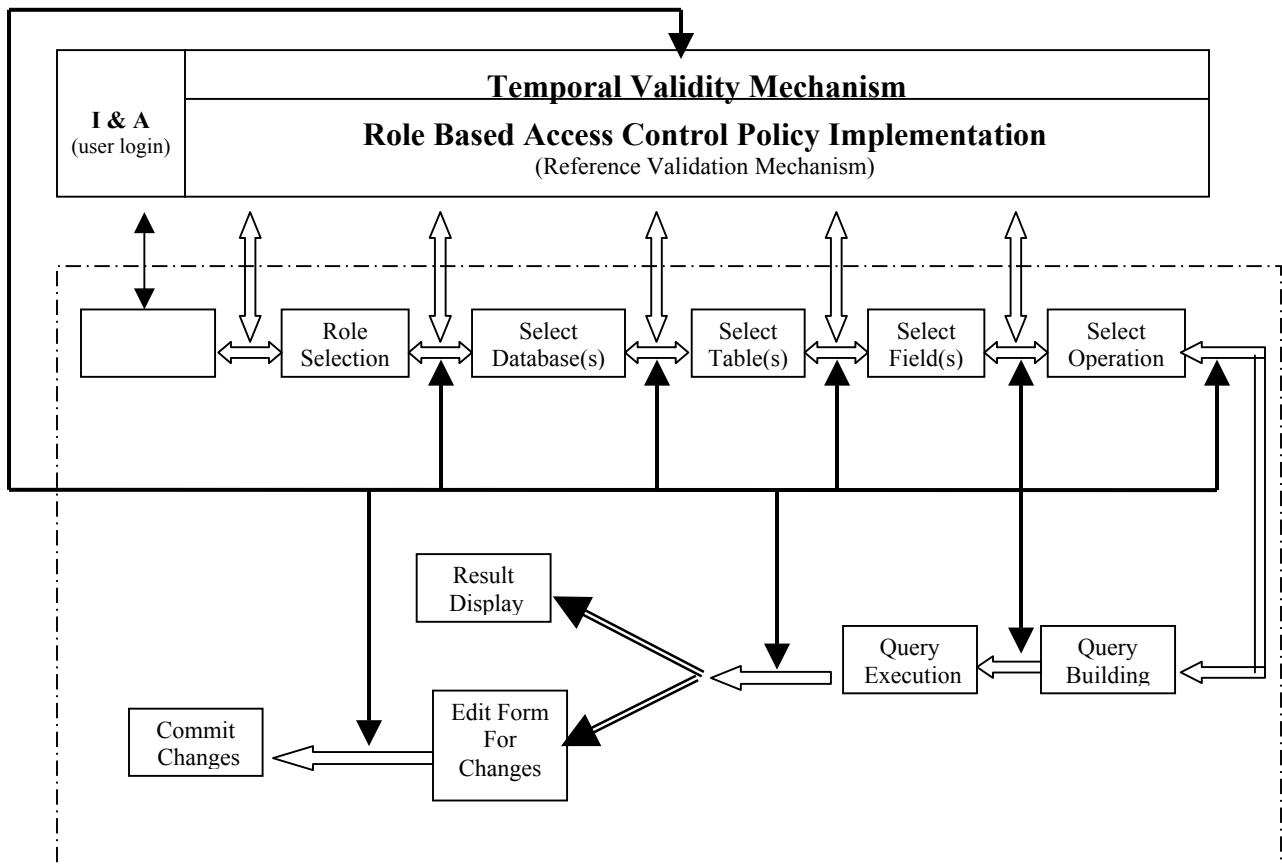 Temporal Validity Mechanism
I & A
(user login)
Role Based Access Control Policy Implementation
(Reference Validation Mechanism)
Role
Selection
Select
Database(s)
Select
Table(s)
Select
Field(s)
Select
Operation
Result
Display
Query
Execution
Query
Building
Edit Form
For
Changes
Commit
Changes